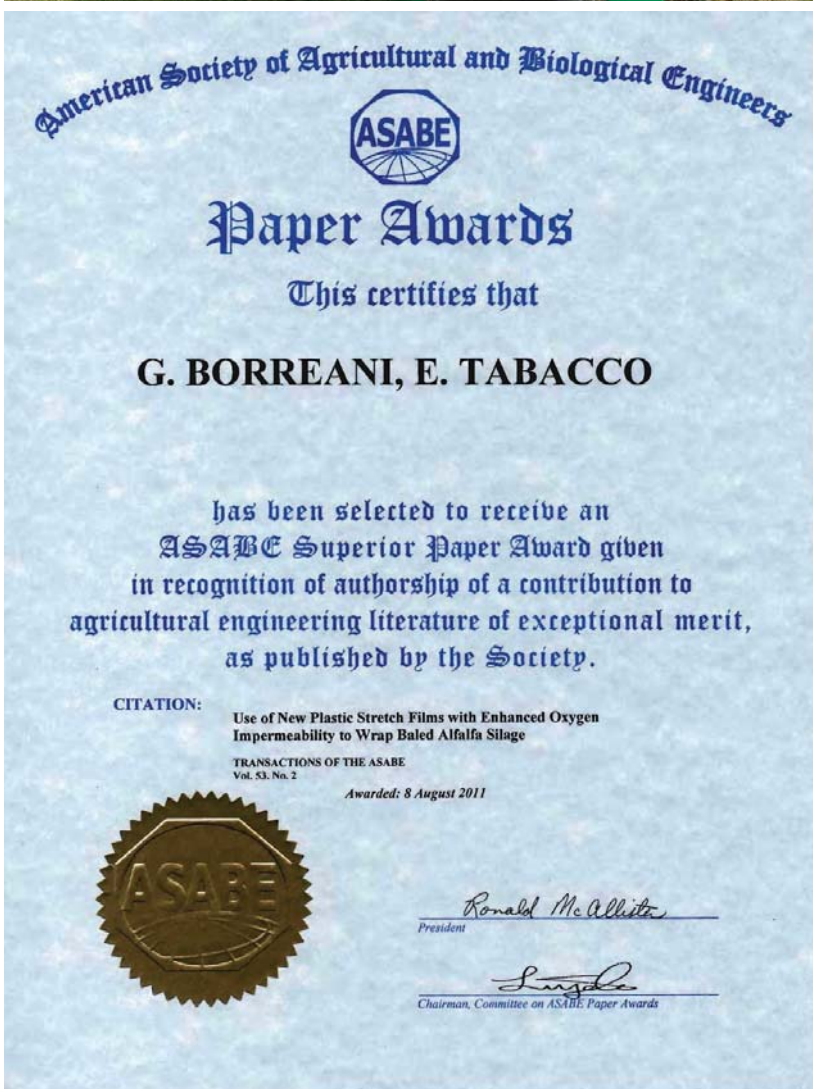 American Society of Agricultural and Biological Engineers
ASABE
Paper Awards
This certifies that
G. BORREANI, E. TABACCO
has been selected to receive an
ASABE Superior Paper Award given
in recognition of authorship of a contribution to
agricultural engineering literature of exceptional merit,
as published by the Society.
CITATION:
Use of New Plastic Stretch Films with Enhanced Oxygen
Impermeability to Wrap Baled Alfalfa Silage
TRANSACTIONS OF THE ASABE
Vol. 53. No. 2
Awarded: 8 August 2011
ASABE
Ronald McAllister
President
Chairman, Committee on ASABE Paper Awards